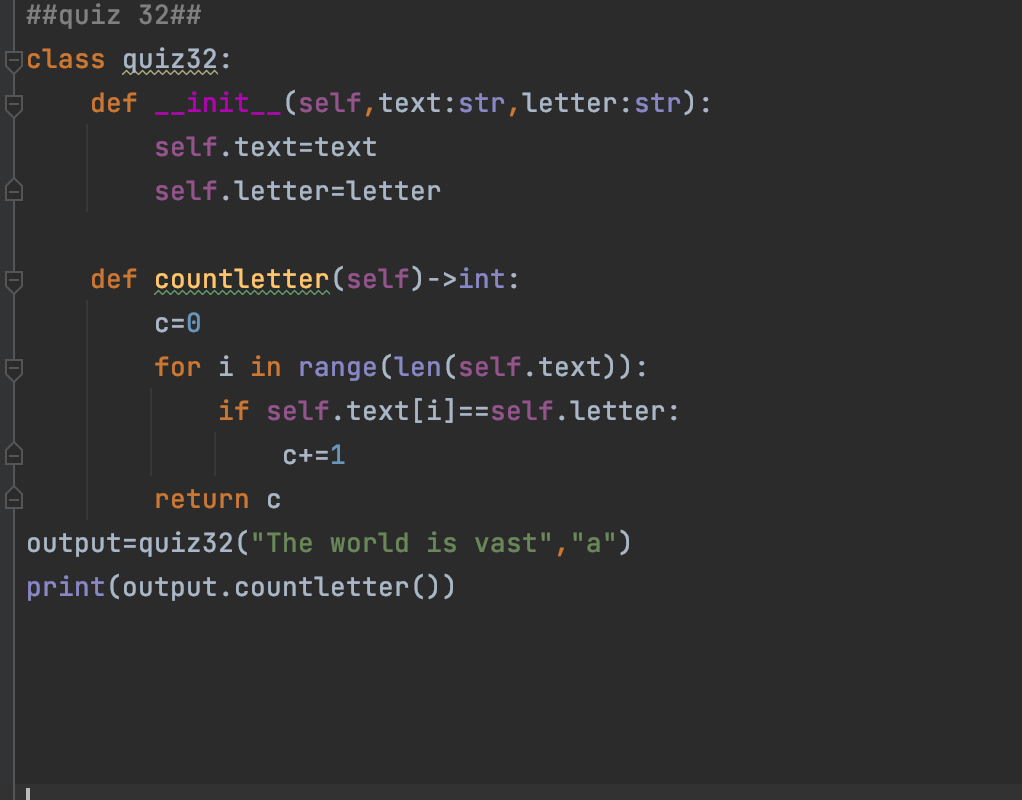 ##quiz 32##
class quiz32:
    def __init__(self,text:str,letter:str):
        self.text=text
        self.letter=letter

    def countletter(self)->int:
        c=0
        for i in range(len(self.text)):
            if self.text[i]==self.letter:
                c+=1
        return c
output=quiz32("The world is vast","a")
print(output.countletter())